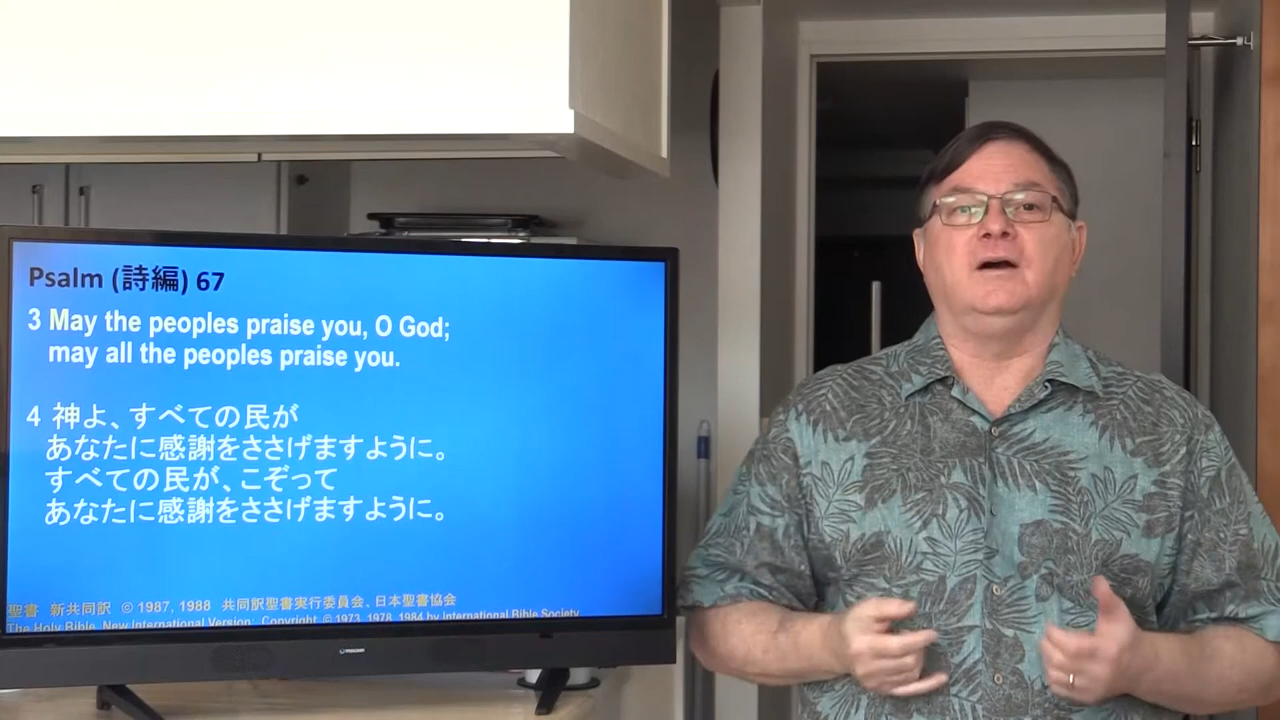 Psalm (詩編) 67
3 May the peoples praise you, O God;
may all the peoples praise you.
4 神よ、すべての民が
あなたに感謝をささげますように。
すべての民が、こぞって
あなたに感謝をささげますように。
聖書 新共同訳 © 1987, 1988 共同訳聖書実行委員会、日本聖書協会
The Holy Bible, New International Version; Copyright © 1973, 1978, 1984 by International Bible Society